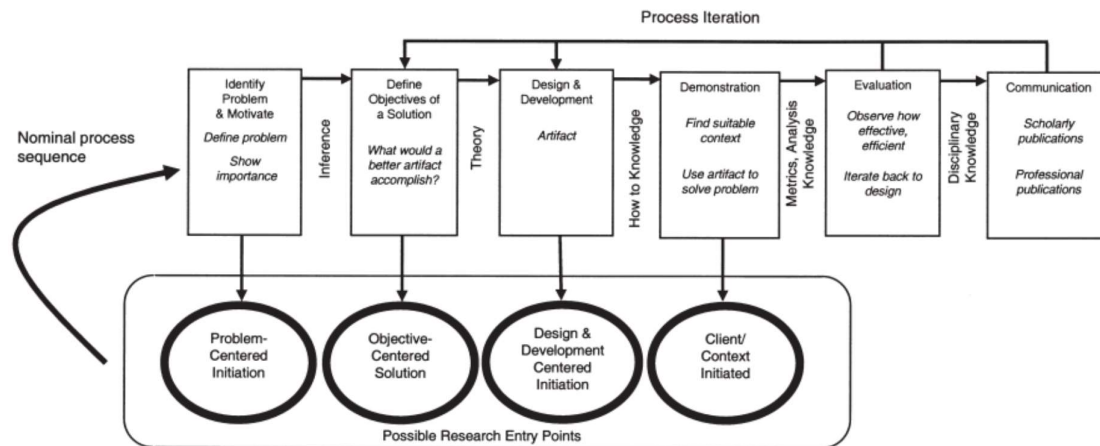 Process Iteration
Nominal process
sequence
Identify
Problem
& Motivate
Define problem
Show
importance
Inference
Define
Objectives of
a Solution
What would a
better artifact
accomplish?
Theory
Design &
Development
Artifact
How to Knowledge
Demonstration
Find suitable
context
Use artifact to
solve problem
Metrics, Analysis
Knowledge
Evaluation
Observe how
effective,
efficient
Iterate back to
design
Disciplinary
Knowledge
Communication
Scholarly
publications
Professional
publications
Problem-
Centered
Initiation
Objective-
Centered
Solution
Design &
Development
Centered
Initiation
Client/
Context
Initiated
Possible Research Entry Points